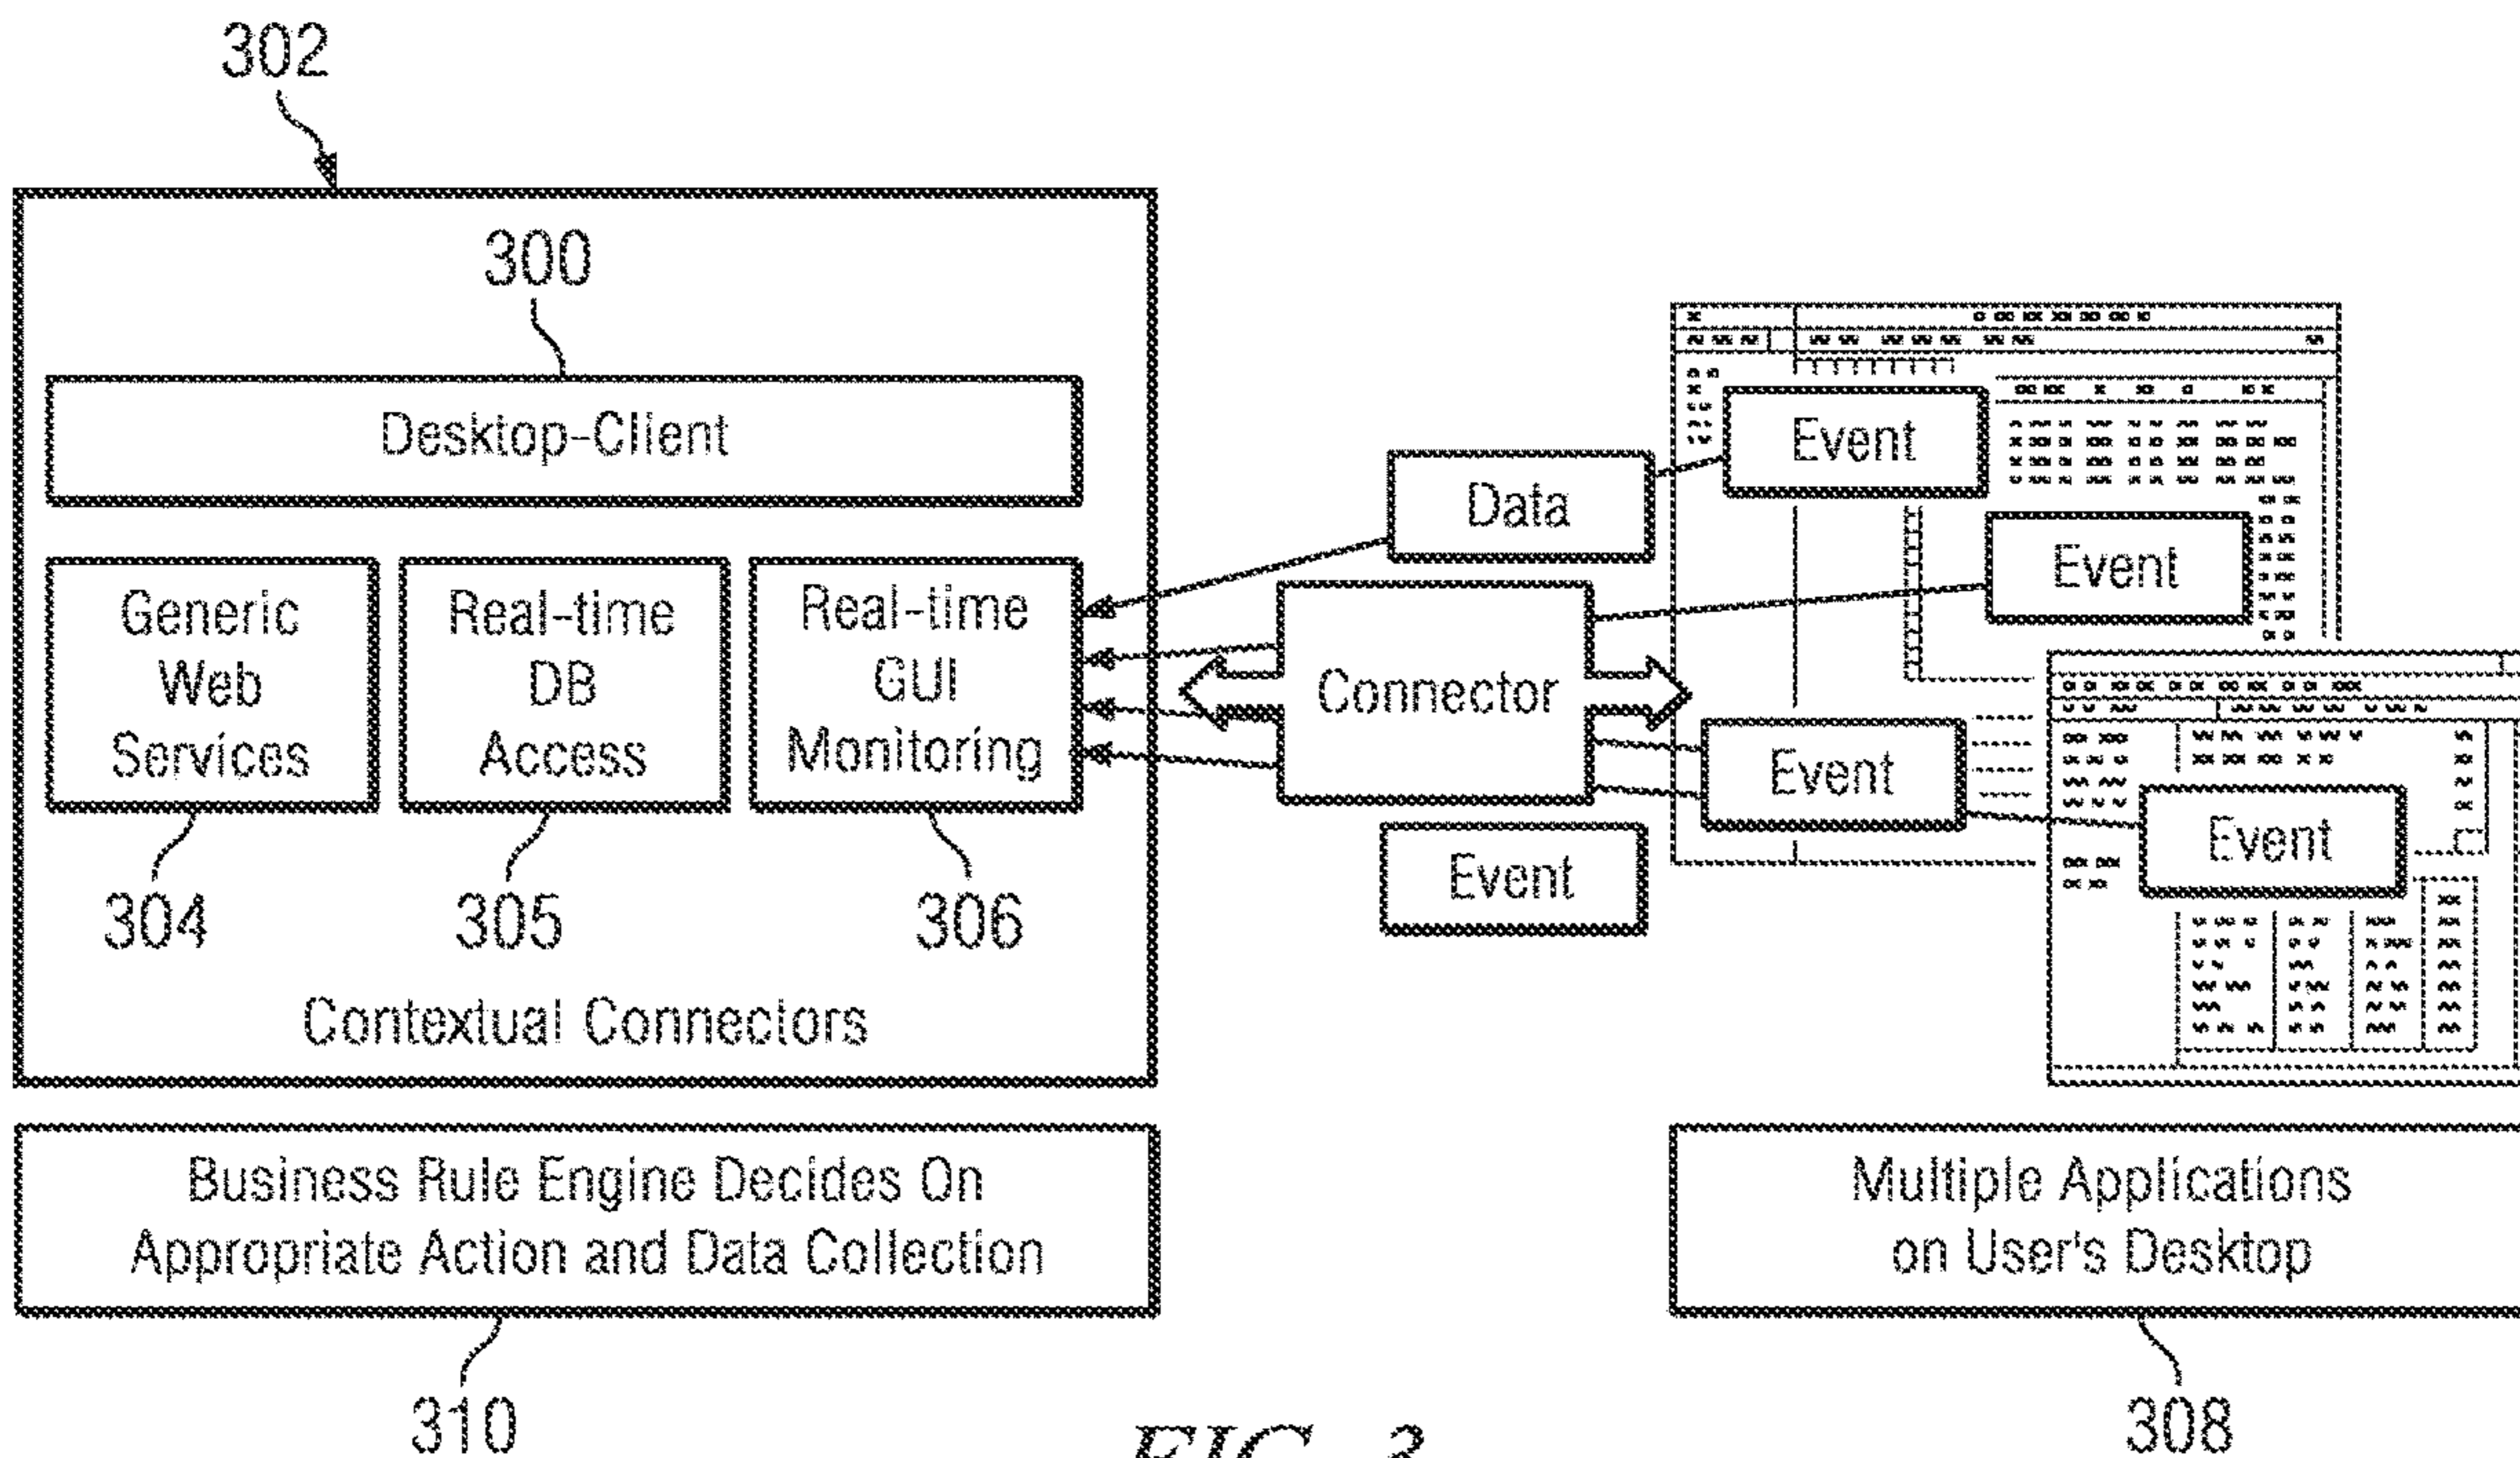 302
300
Desktop-Client
Generic
Web
Services
Real-time
DB
Access
Real-time
GUI
Monitoring
304
305
306
Contextual Connectors
Data
Connector
Event
Event
Event
Event
Event
Business Rule Engine Decides On
Appropriate Action and Data Collection
310
Multiple Applications
on User's Desktop
308
FIG. 3